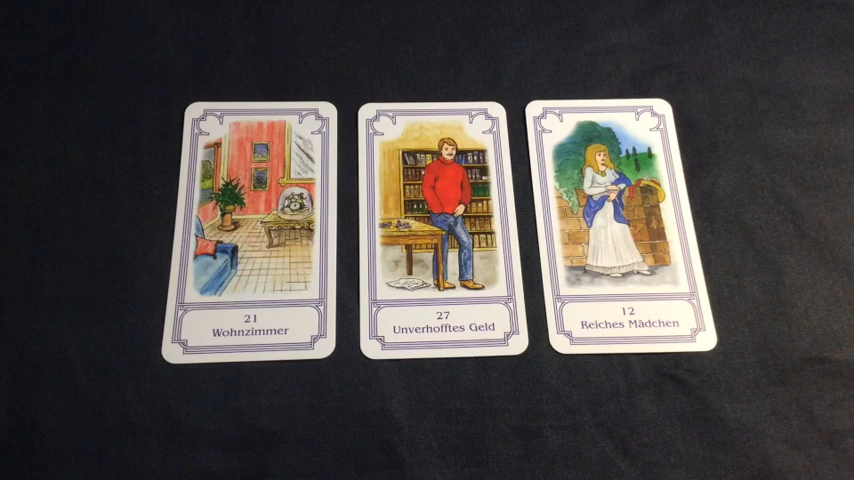 21
Wohnzimmer
27
Unverhofftes Geld
12
Reiches Mädchen